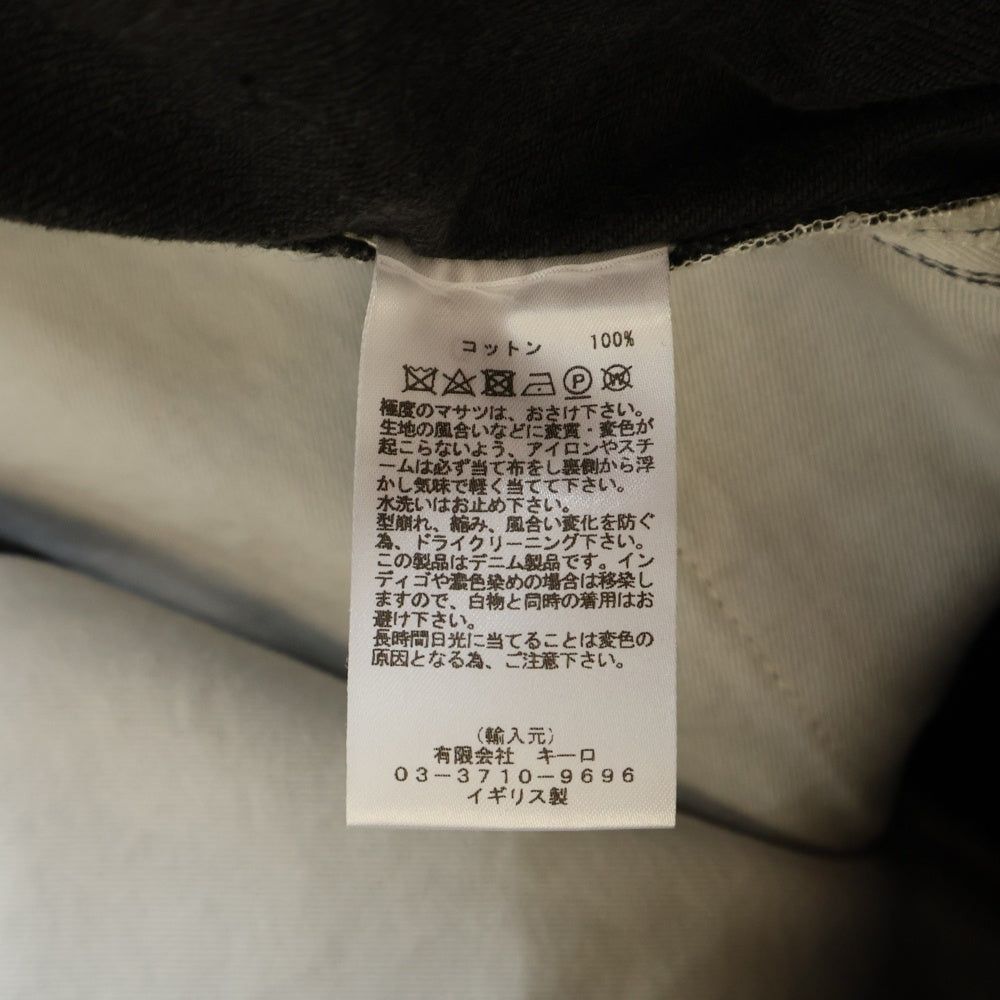 コットン 100%
P W
極度のマサツは、おさけ下さい。
生地の風合いなどに変質・変色が
起こらないよう、アイロンやスチ
ームは必ず当て布をし裏側から浮
かし気味で軽く当てて下さい。
水洗いはお止め下さい。
型崩れ、縮み、風合い変化を防ぐ
為、ドライクリーニング下さい。
この製品はデニム製品です。イン
ディゴや濃色染めの場合は移染し
ますので、白物と同時の着用はお
避け下さい。
長時間日光に当てることは変色の
原因となる為、ご注意下さい。
(輸入元)
有限会社 キーロ
03-3710-9696
イギリス製